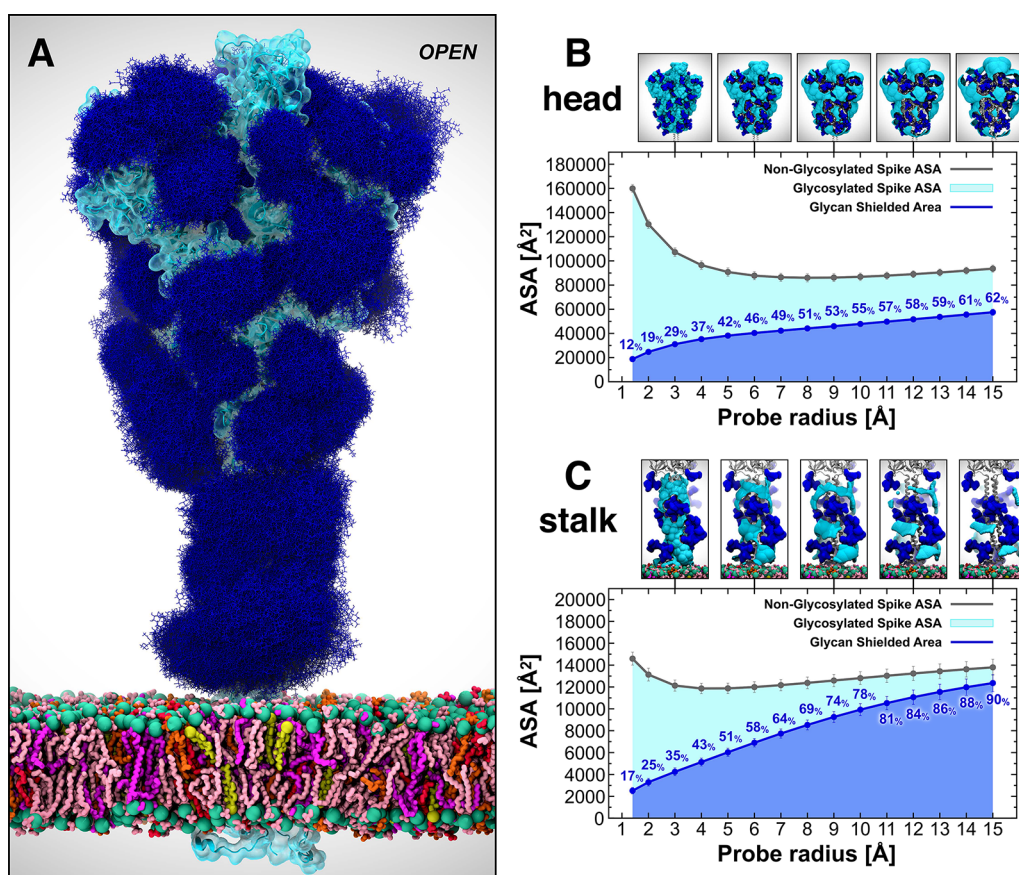 A
OPEN
B
head
Non-Glycosylated Spike ASA
Glycosylated Spike ASA
Glycan Shielded Area
180000
160000
140000
120000
100000
80000
60000
40000
20000
0
ASA [Å²]
12% 19% 29% 37% 42% 46% 49% 51% 53% 55% 57% 58% 59% 61% 62%
1 2 3 4 5 6 7 8 9 10 11 12 13 14 15
Probe radius [Å]
C
stalk
Non-Glycosylated Spike ASA
Glycosylated Spike ASA
Glycan Shielded Area
20000
18000
16000
14000
12000
10000
8000
6000
4000
2000
0
ASA [Å²]
17% 25% 35% 43% 51% 58% 64% 69% 74% 78% 81% 84% 86% 88% 90%
1 2 3 4 5 6 7 8 9 10 11 12 13 14 15
Probe radius [Å]